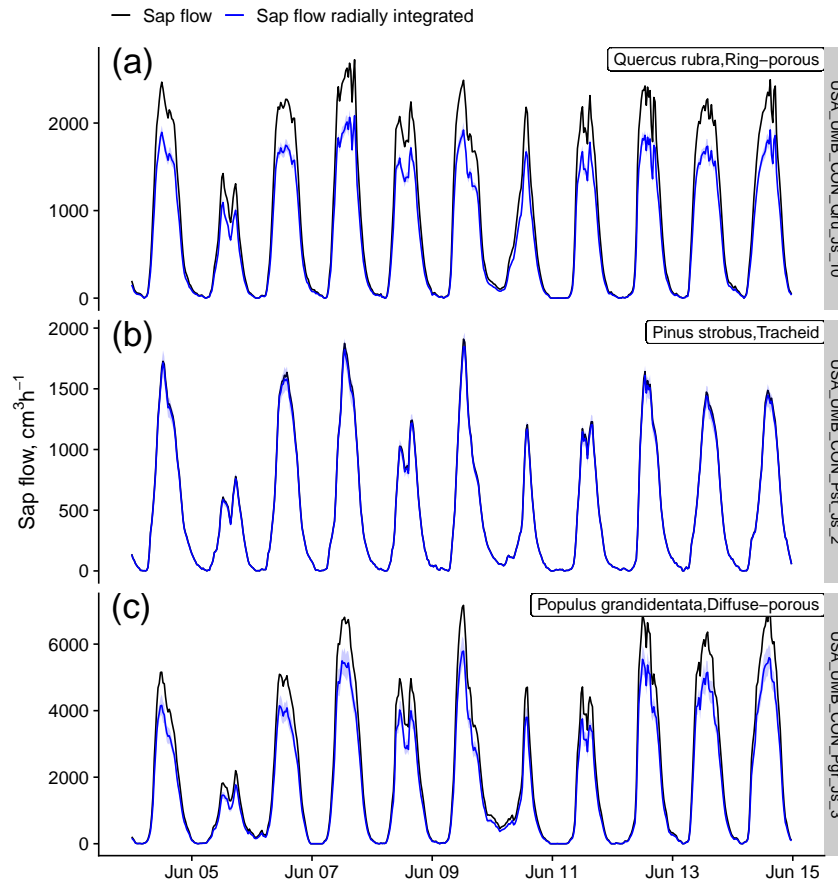 Sap flow Sap flow radially integrated
(a)
Quercus rubra,Ring−porous
2000
1000
0
(b)
Pinus strobus,Tracheid
USA_UMB_CON_Pst_Js_2
2000
1500
1000
500
0
Sap flow, cm³h⁻¹
(c)
Populus grandidentata,Diffuse−porous
USA_UMB_CON_Pgr_Js_3
6000
4000
2000
0
Jun 05 Jun 07 Jun 09 Jun 11 Jun 13 Jun 15